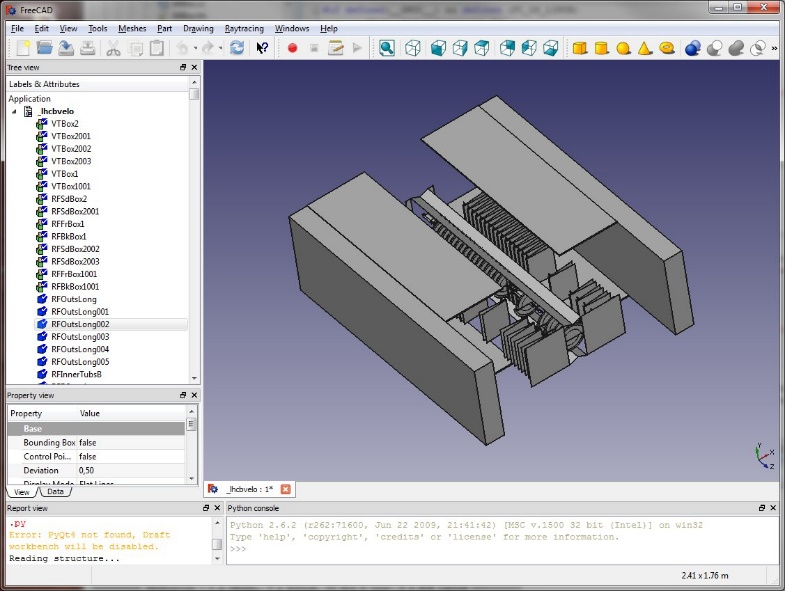 FreeCAD
File Edit View Tools Meshes Part Drawing Raytracing Windows Help
Tree view
Labels & Attributes
Application
_lhcbvelo
VTBox2
VTBox2001
VTBox2002
VTBox2003
VTBox1
VTBox1001
RFSdBox2
RFSdBox2001
RFFrBox1
RFBkBox1
RFSdBox2002
RFSdBox2003
RFFrBox1001
RFBkBox1001
RFOutsLong
RFOutsLong001
RFOutsLong002
RFOutsLong003
RFOutsLong004
RFOutsLong005
RFInnerTubsB
Property view
Property Value
Base
Bounding Box false
Control Poi... false
Deviation 0,50
Display Mode Flat Lines
View Data
Y
X
Z
_lhcbvelo : 1*
Report view
.py
Error: PyQt4 not found, Draft
workbench will be disabled.
Reading structure...
Python console
Python 2.6.2 (r262:71600, Jun 22 2009, 21:41:42) [MSC v.1500 32 bit (Intel)] on win32
Type 'help', 'copyright', 'credits' or 'license' for more information.
>>>
2.41 x 1.76 m